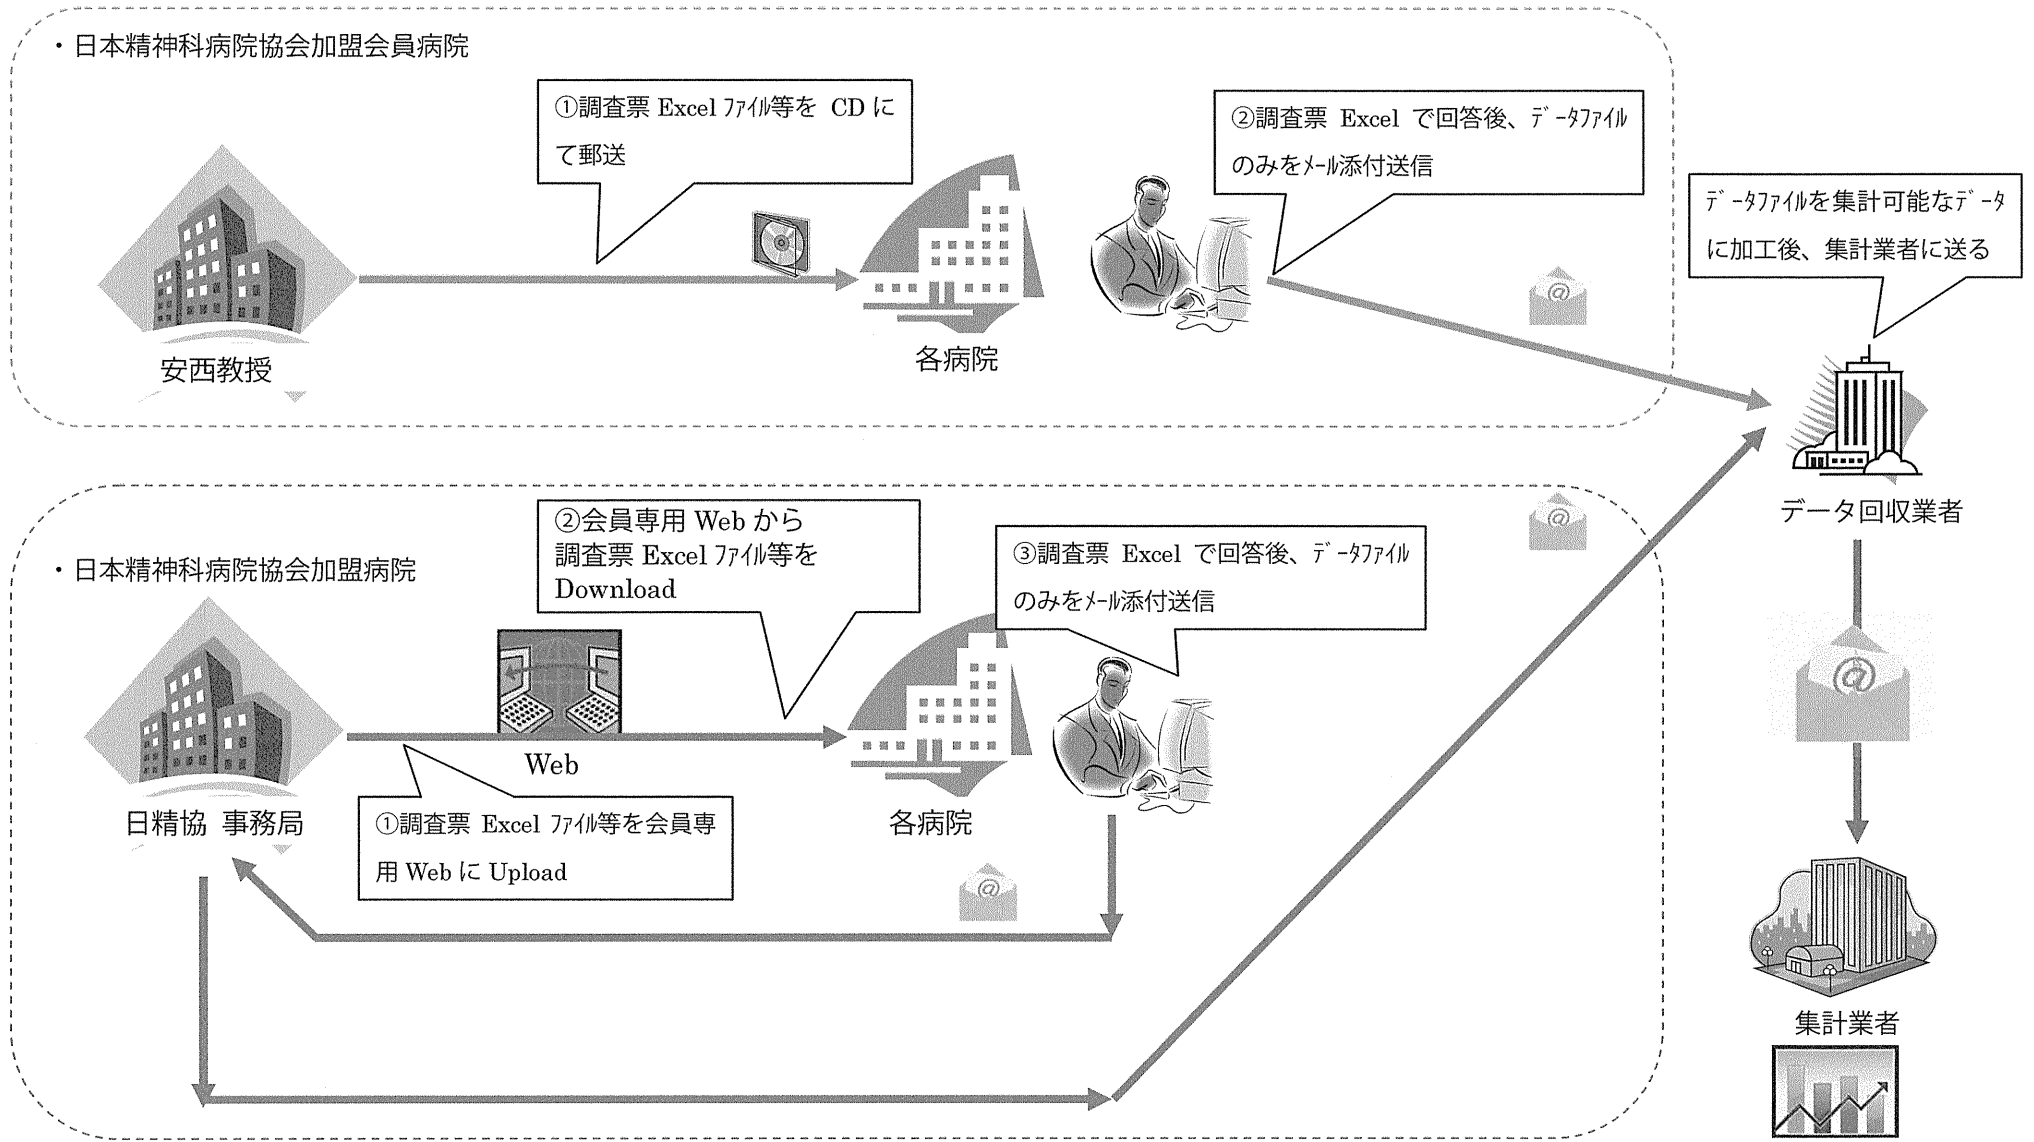 ・日本精神科病院協会加盟会員病院
①調査票 Excel ﾌｧｲﾙ等を CD に
て郵送
②調査票 Excel で回答後、ﾃﾞｰﾀﾌｧｲﾙ
のみをﾒｰﾙ添付送信
ﾃﾞｰﾀﾌｧｲﾙを集計可能なﾃﾞｰﾀ
に加工後、集計業者に送る
@
安西教授
各病院
データ回収業者
・日本精神科病院協会加盟病院
②会員専用 Web から
調査票 Excel ﾌｧｲﾙ等を
Download
③調査票 Excel で回答後、ﾃﾞｰﾀﾌｧｲﾙ
のみをﾒｰﾙ添付送信
@
@
Web
日精協 事務局
①調査票 Excel ﾌｧｲﾙ等を会員専
用 Web に Upload
各病院
@
集計業者